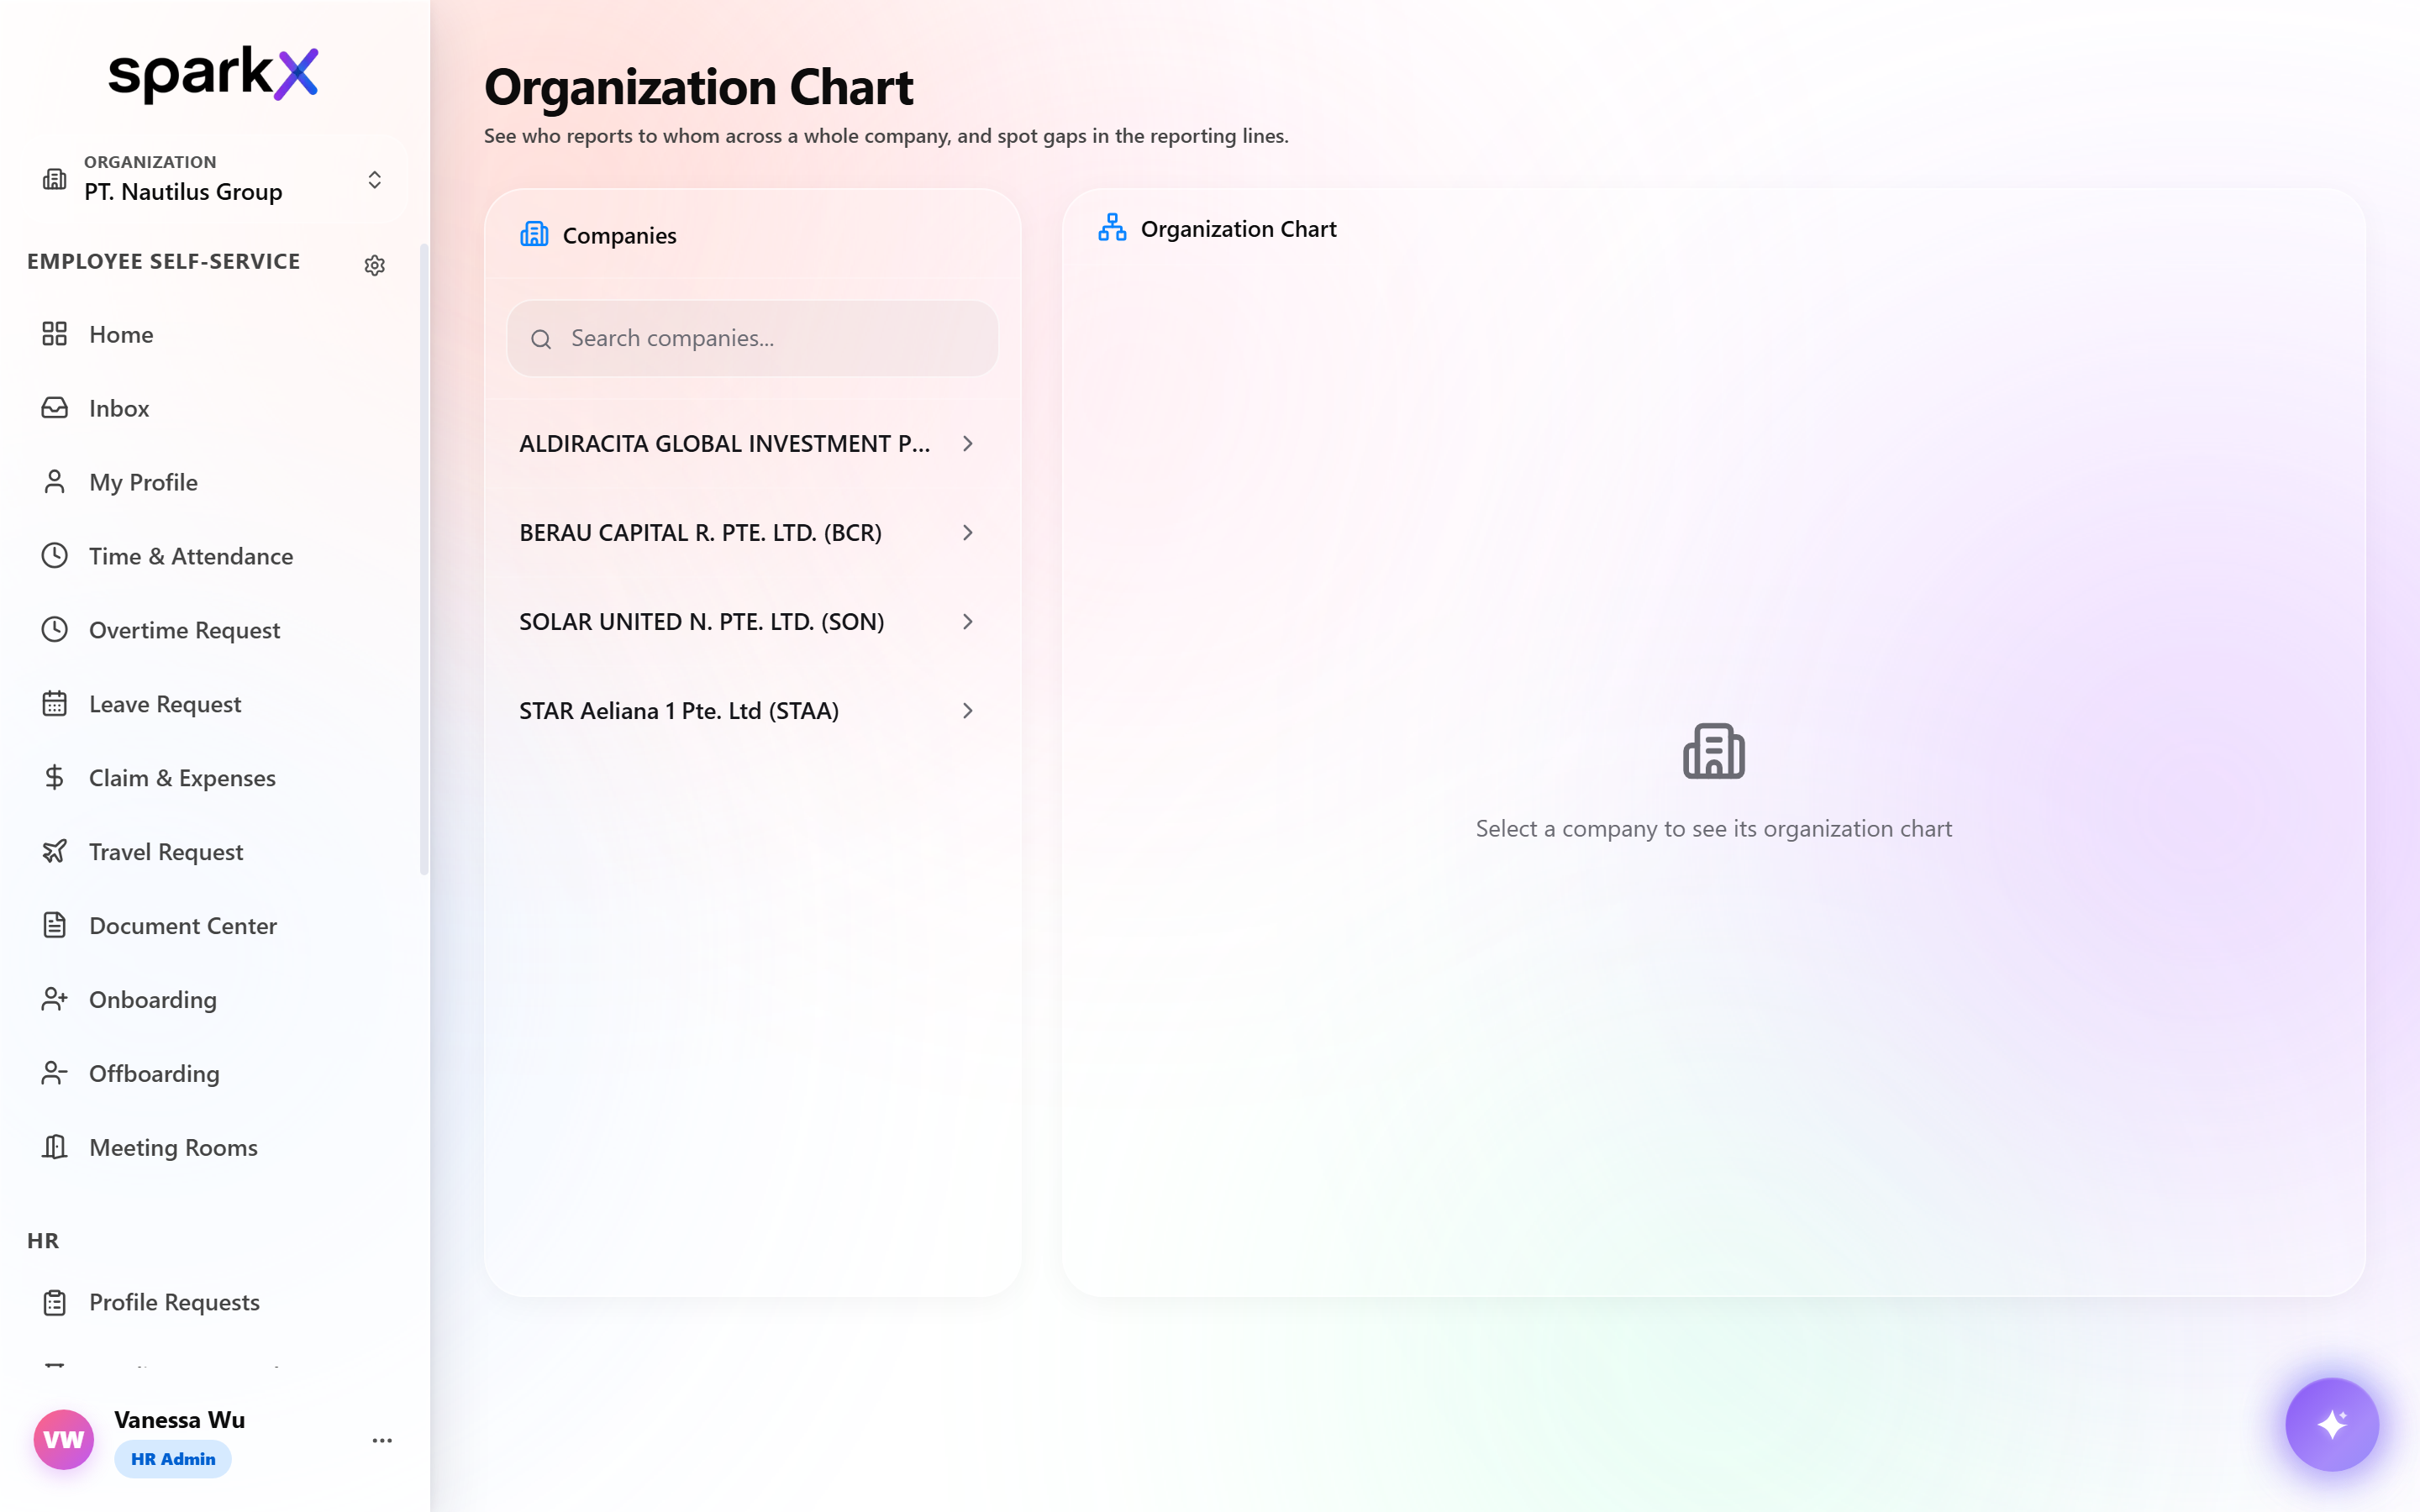 sparkX
ORGANIZATION
PT. Nautilus Group
EMPLOYEE SELF-SERVICE
Home
Inbox
My Profile
Time & Attendance
Overtime Request
Leave Request
Claim & Expenses
Travel Request
Document Center
Onboarding
Offboarding
Meeting Rooms
HR
Profile Requests
VW
Vanessa Wu
HR Admin
Organization Chart
See who reports to whom across a whole company, and spot gaps in the reporting lines.
Companies
Search companies...
ALDIRACITA GLOBAL INVESTMENT P...
BERAU CAPITAL R. PTE. LTD. (BCR)
SOLAR UNITED N. PTE. LTD. (SON)
STAR Aeliana 1 Pte. Ltd (STAA)
Organization Chart
Select a company to see its organization chart